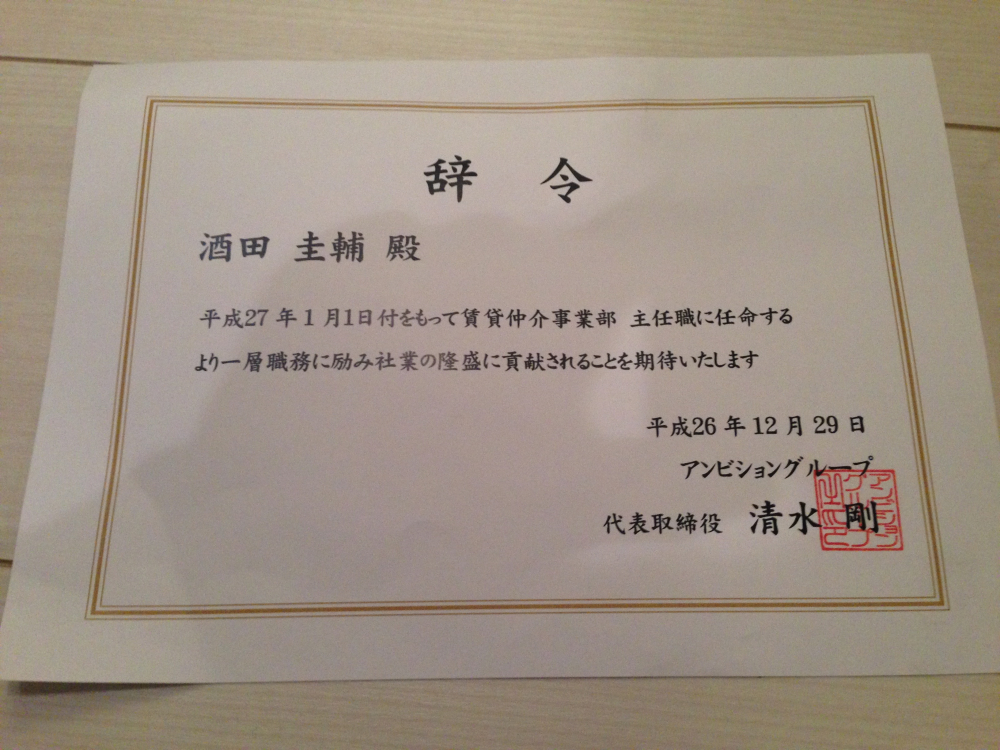 辞 令
酒田 圭輔 殿
平成27年1月1日付をもって賃貸仲介事業部 主任職に任命する
より一層職務に励み社業の隆盛に貢献されることを期待いたします
平成26年12月29日
アンビショングループ
代表取締役 清水 剛